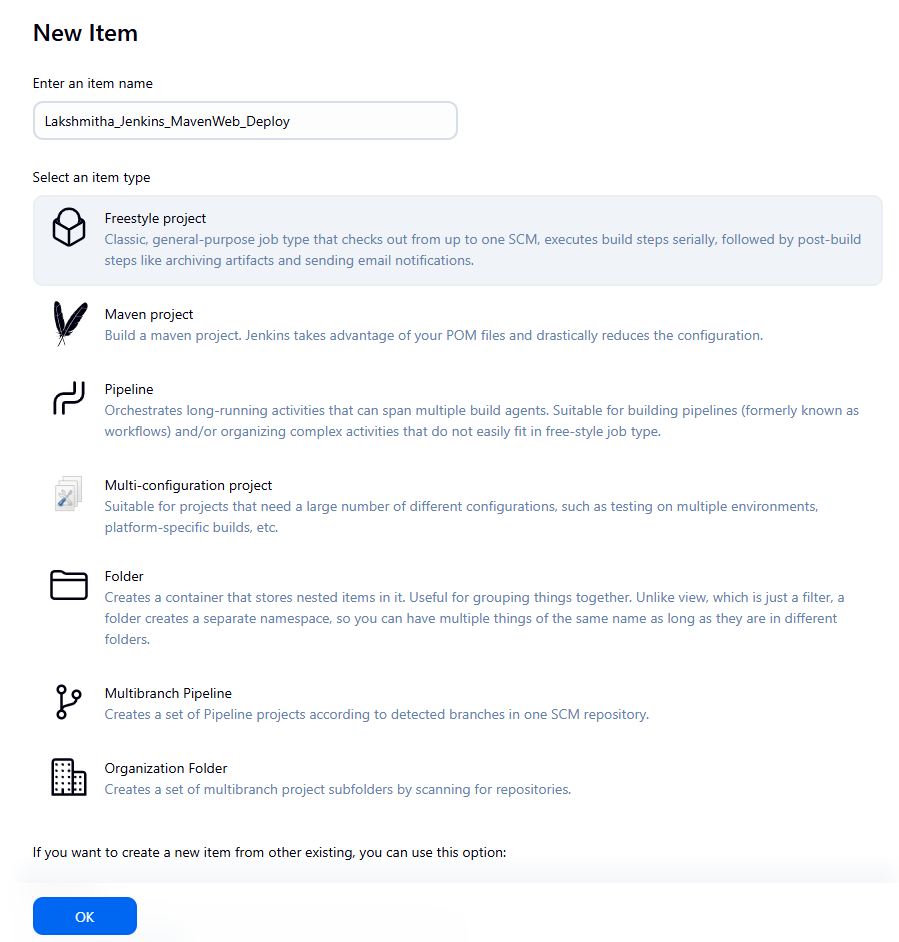 New Item
Enter an item name
Lakshmitha_Jenkins_MavenWeb_Deploy
Select an item type
Freestyle project
Classic, general-purpose job type that checks out from up to one SCM, executes build steps serially, followed by post-build
steps like archiving artifacts and sending email notifications.
Maven project
Build a maven project. Jenkins takes advantage of your POM files and drastically reduces the configuration.
Pipeline
Orchestrates long-running activities that can span multiple build agents. Suitable for building pipelines (formerly known as
workflows) and/or organizing complex activities that do not easily fit in free-style job type.
Multi-configuration project
Suitable for projects that need a large number of different configurations, such as testing on multiple environments,
platform-specific builds, etc.
Folder
Creates a container that stores nested items in it. Useful for grouping things together. Unlike view, which is just a filter, a
folder creates a separate namespace, so you can have multiple things of the same name as long as they are in different
folders.
Multibranch Pipeline
Creates a set of Pipeline projects according to detected branches in one SCM repository.
Organization Folder
Creates a set of multibranch project subfolders by scanning for repositories.
If you want to create a new item from other existing, you can use this option:
OK